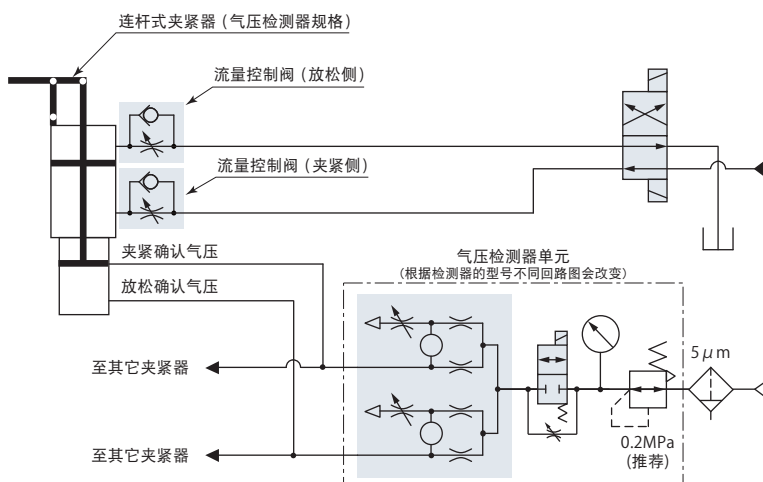 连杆式夹紧器（气压检测器规格）
流量控制阀（放松侧）
流量控制阀（夹紧侧）
夹紧确认气压
放松确认气压
气压检测器单元
（根据检测器的型号不同回路图会改变）
至其它夹紧器
5μm
至其它夹紧器
0.2MPa
(推荐)